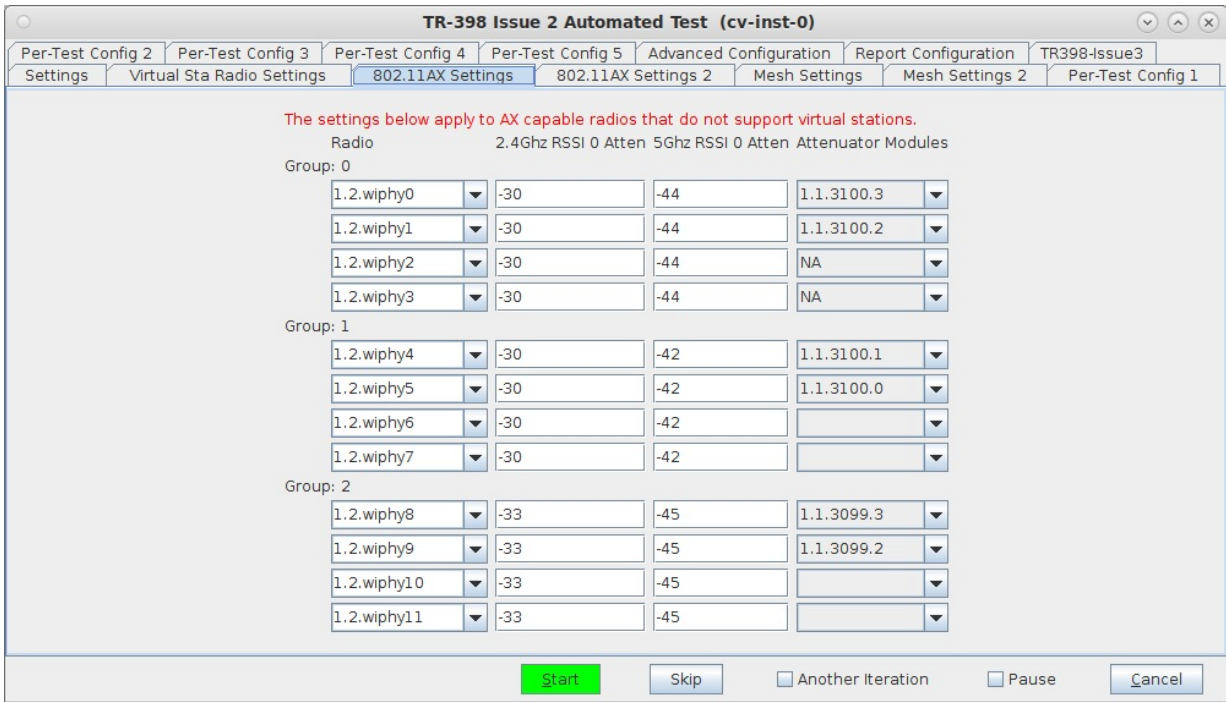 TR-398 Issue 2 Automated Test (cv-inst-0)
Per-Test Config 2 Per-Test Config 3 Per-Test Config 4 Per-Test Config 5 Advanced Configuration Report Configuration TR398-Issue3
Settings Virtual Sta Radio Settings 802.11AX Settings 802.11AX Settings 2 Mesh Settings Mesh Settings 2 Per-Test Config 1
The settings below apply to AX capable radios that do not support virtual stations.
Radio 2.4Ghz RSSI 0 Atten 5Ghz RSSI 0 Atten Attenuator Modules
Group: 0
1.2.wiphy0 -30 -44 1.1.3100.3
1.2.wiphy1 -30 -44 1.1.3100.2
1.2.wiphy2 -30 -44 NA
1.2.wiphy3 -30 -44 NA
Group: 1
1.2.wiphy4 -30 -42 1.1.3100.1
1.2.wiphy5 -30 -42 1.1.3100.0
1.2.wiphy6 -30 -42
1.2.wiphy7 -30 -42
Group: 2
1.2.wiphy8 -33 -45 1.1.3099.3
1.2.wiphy9 -33 -45 1.1.3099.2
1.2.wiphy10 -33 -45
1.2.wiphy11 -33 -45
Start Skip Another Iteration Pause Cancel